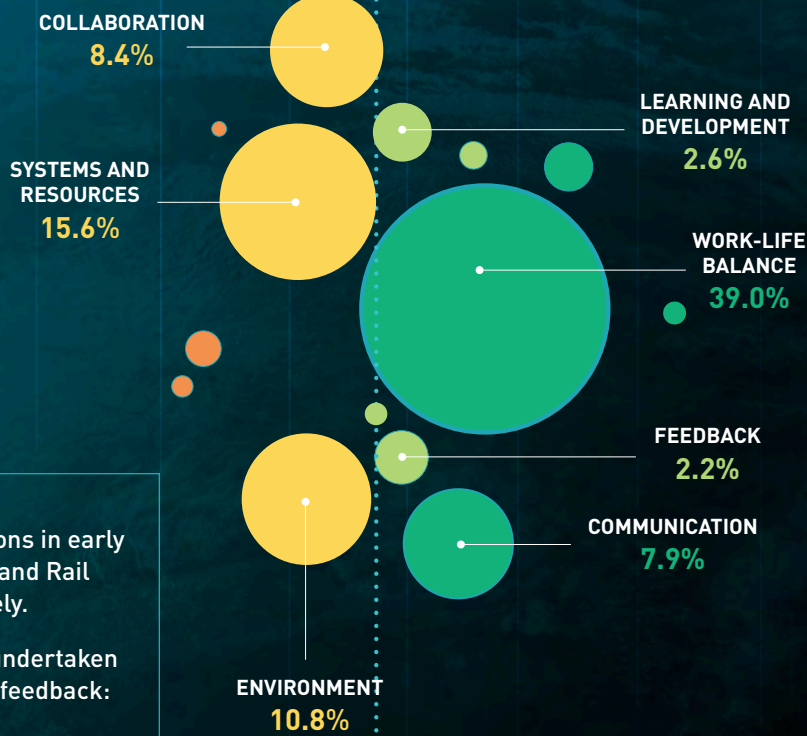 COLLABORATION
8.4%
LEARNING AND
DEVELOPMENT
2.6%
SYSTEMS AND
RESOURCES
15.6%
WORK-LIFE
BALANCE
39.0%
FEEDBACK
2.2%
COMMUNICATION
7.9%
ons in early
and Rail
ely.
undertaken
feedback:
ENVIRONMENT
10.8%